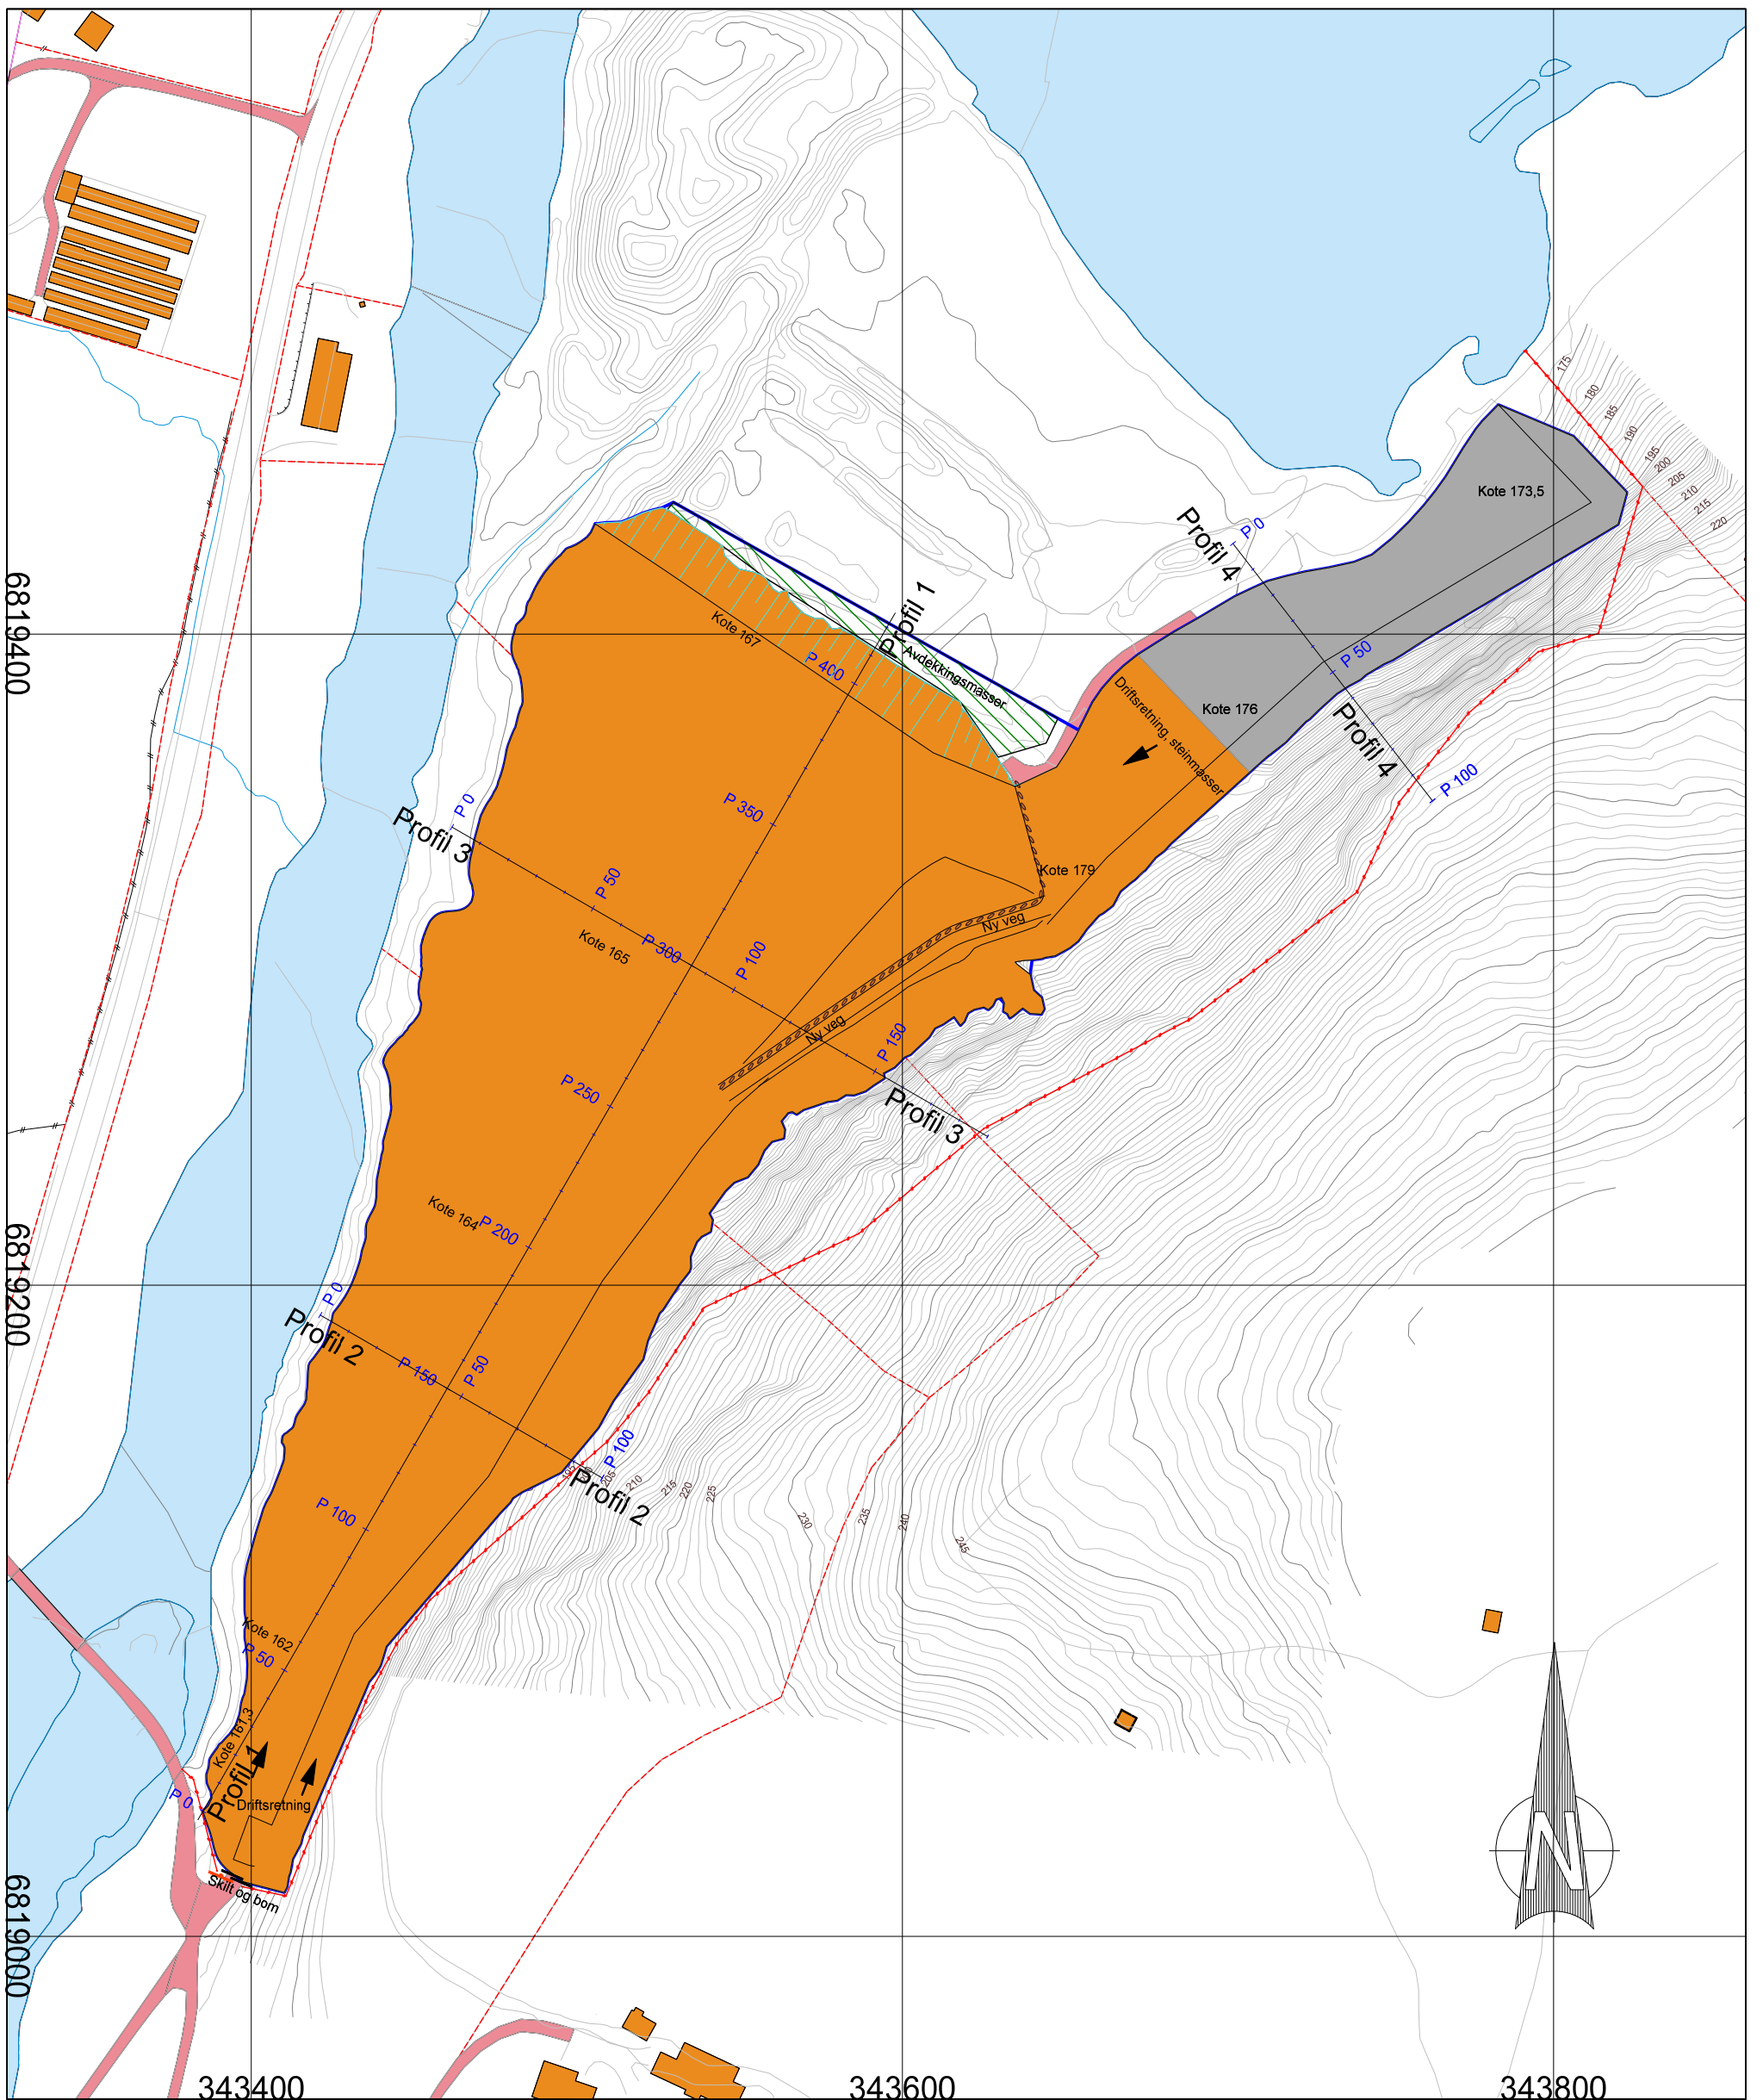 175
180
185
190
195
200
205
210
215
220
Kote 173,5
Profil 4
P 0
Profil 1
Kote 167
Avdekkingsmasser
P 400
P 50
Driftsretning, steinmasser
Kote 176
Profil 4
P 100
6819400
P 350
P 0
Profil 3
Kote 179
P 50
Ny veg
Kote 165
P 300
P 100
Ny veg
P 150
P 250
Profil 3
Kote 164
P 200
6819200
P 0
Profil 2
P 150
P 50
P 100
195
205
210
215
220
225
230
235
240
245
Profil 2
P 100
Kote 162
P 50
Kote 161,3
Profil 1
P 0
Driftsretning
Skilt og bom
N
6819000
343400
343600
343800